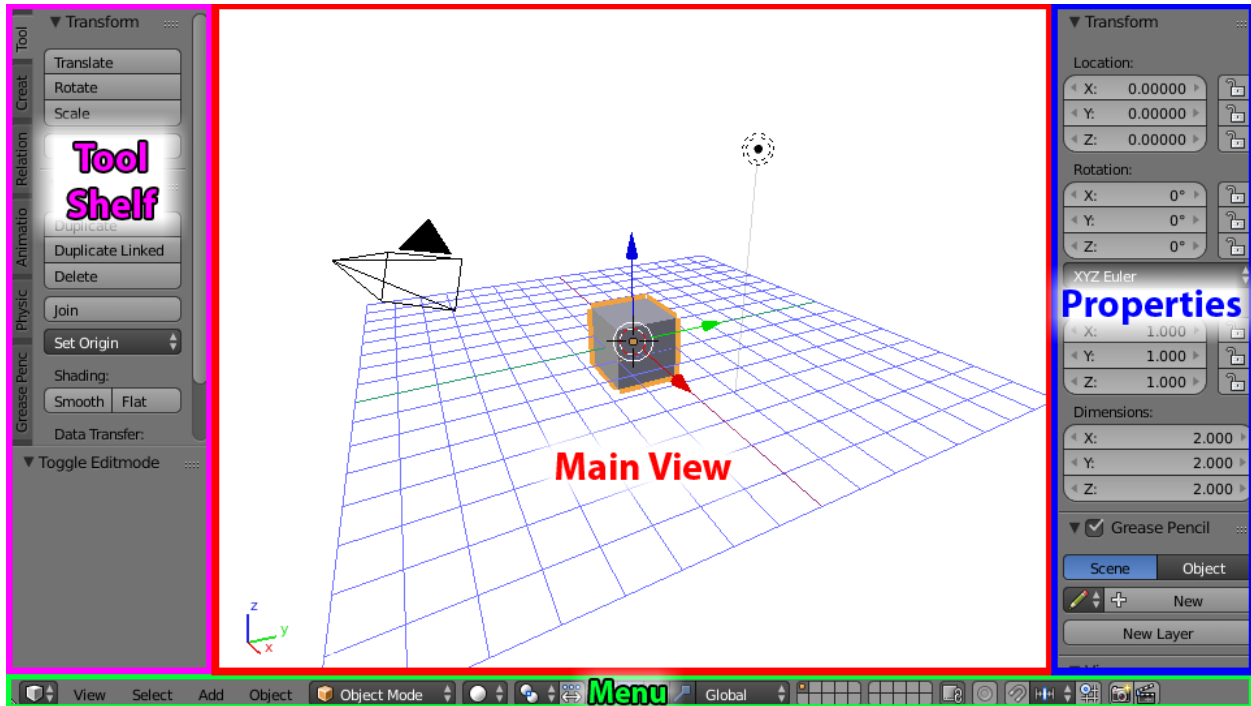 Tool
Creat
Relation
Animatio
Physic
Grease Penc
▼ Transform
Translate
Rotate
Scale
Tool
Shelf
Duplicate
Duplicate Linked
Delete
Join
Set Origin
Shading:
Smooth Flat
Data Transfer:
▼ Toggle Editmode
Main View
z
y
x
▼ Transform
Location:
X: 0.00000
Y: 0.00000
Z: 0.00000
Rotation:
X: 0°
Y: 0°
Z: 0°
XYZ Euler
Properties
X: 1.000
Y: 1.000
Z: 1.000
Dimensions:
X: 2.000
Y: 2.000
Z: 2.000
▼ Grease Pencil
Scene Object
New
New Layer
View Select Add Object Object Mode Menu Global